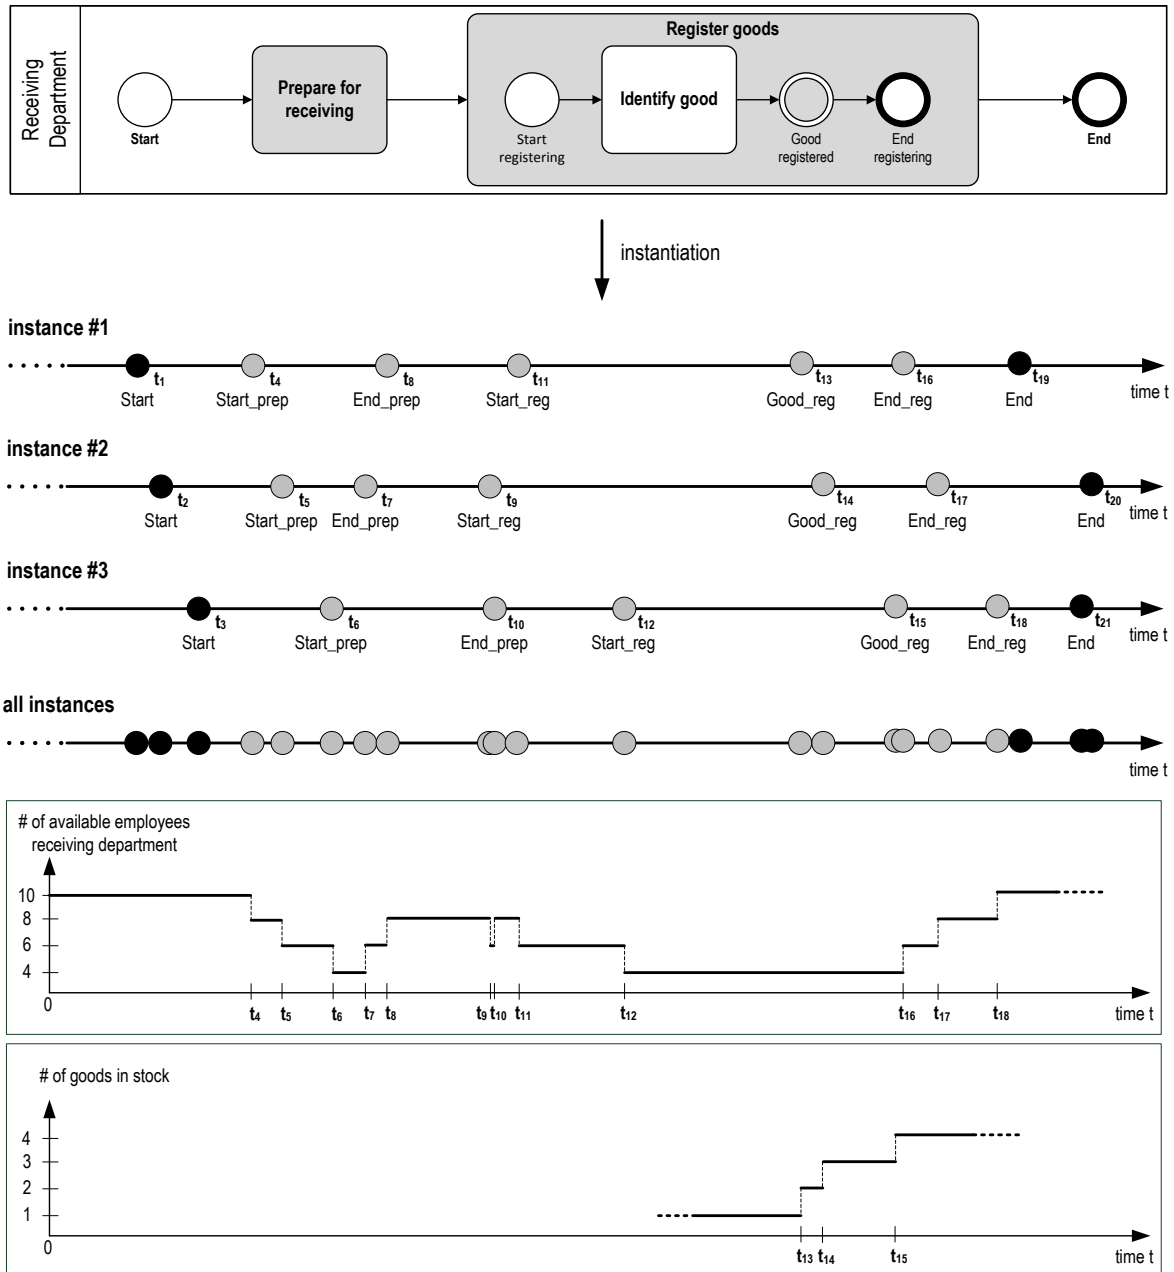 Receiving
Department
Start
Prepare for
receiving
Register goods
Start
registering
Identify good
Good
registered
End
registering
End
instantiation
instance #1
t1 t4 t8 t11 t13 t16 t19
Start Start_prep End_prep Start_reg Good_reg End_reg End time t
instance #2
t2 t5 t7 t9 t14 t17 t20
Start Start_prep End_prep Start_reg Good_reg End_reg End time t
instance #3
t3 t6 t10 t12 t15 t18 t21
Start Start_prep End_prep Start_reg Good_reg End_reg End time t
all instances
time t
# of available employees
receiving department
10
8
6
4
0
t4 t5 t6 t7 t8 t9 t10 t11 t12 t16 t17 t18 time t
# of goods in stock
4
3
2
1
0
t13 t14 t15 time t